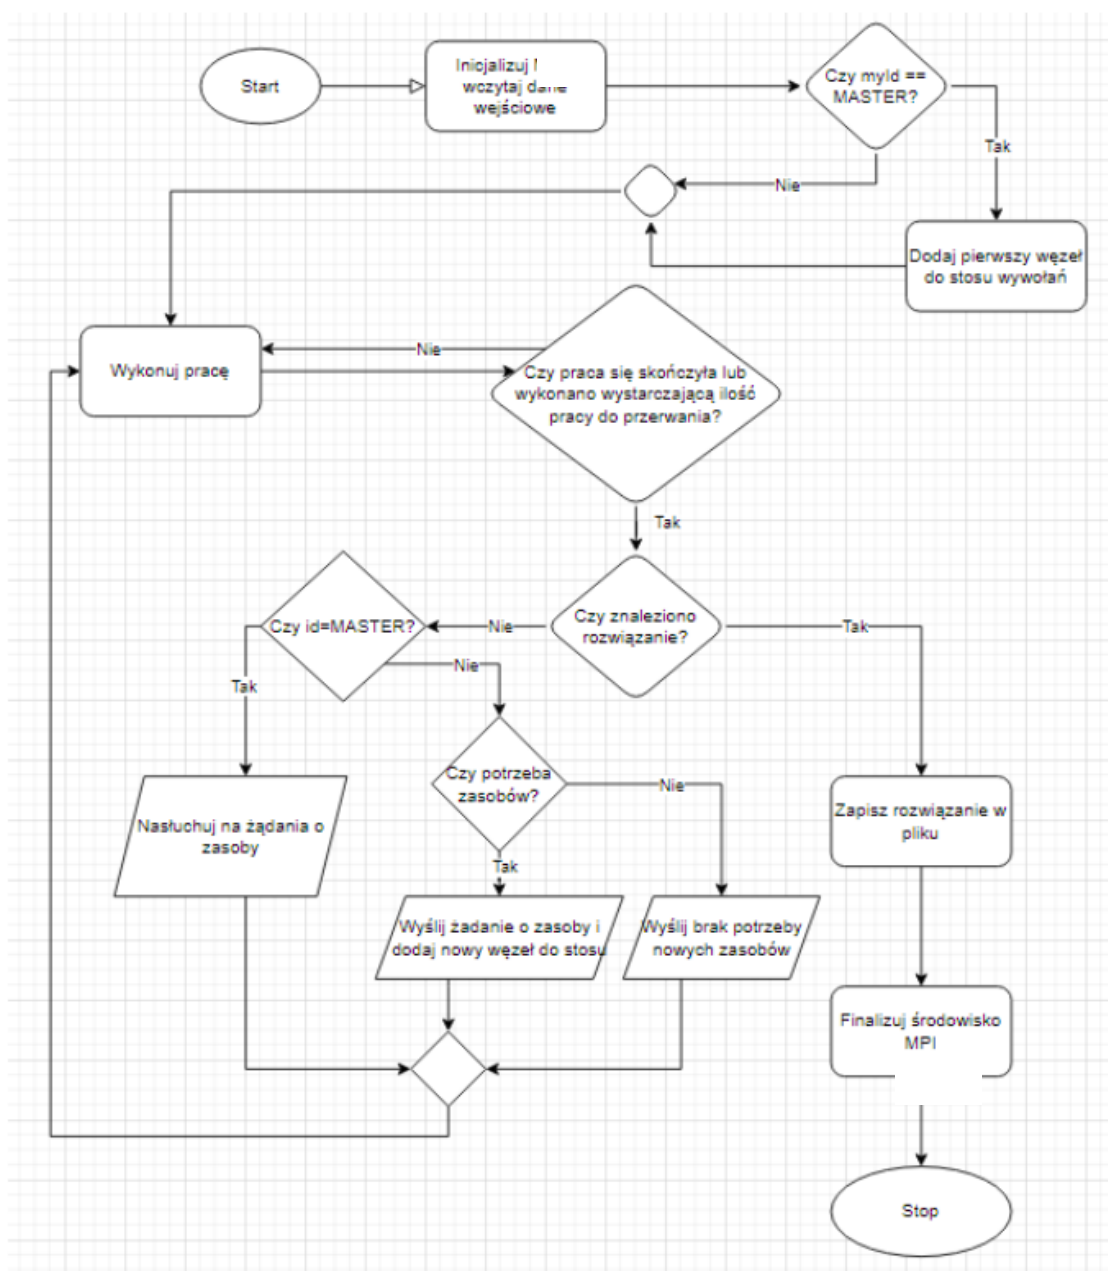 Start
Inicjalizuj
wczytaj dane
wejściowe
Czy myId ==
MASTER?
Tak
Nie
Dodaj pierwszy węzeł
do stosu wywołań
Wykonuj pracę
Nie
Czy praca się skończyła lub
wykonano wystarczającą ilość
pracy do przerwania?
Tak
Czy znaleziono
rozwiązanie?
Nie
Tak
Czy id=MASTER?
Nie
Tak
Czy potrzeba
zasobów?
Nie
Tak
Nasłuchuj na żądania o
zasoby
Zapisz rozwiązanie w
pliku
Wyślij żadanie o zasoby i
dodaj nowy węzeł do stosu
Wyślij brak potrzeby
nowych zasobów
Finalizuj środowisko
MPI
Stop